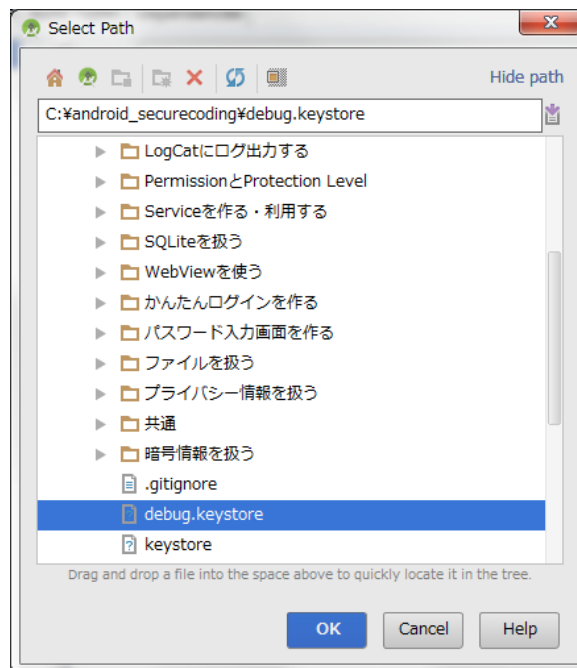 Select Path
Hide path
C:¥android_securecoding¥debug.keystore
LogCatにログ出力する
PermissionとProtection Level
Serviceを作る・利用する
SQLiteを扱う
WebViewを使う
かんたんログインを作る
パスワード入力画面を作る
ファイルを扱う
プライバシー情報を扱う
共通
暗号情報を扱う
.gitignore
debug.keystore
keystore
Drag and drop a file into the space above to quickly locate it in the tree.
OK Cancel Help